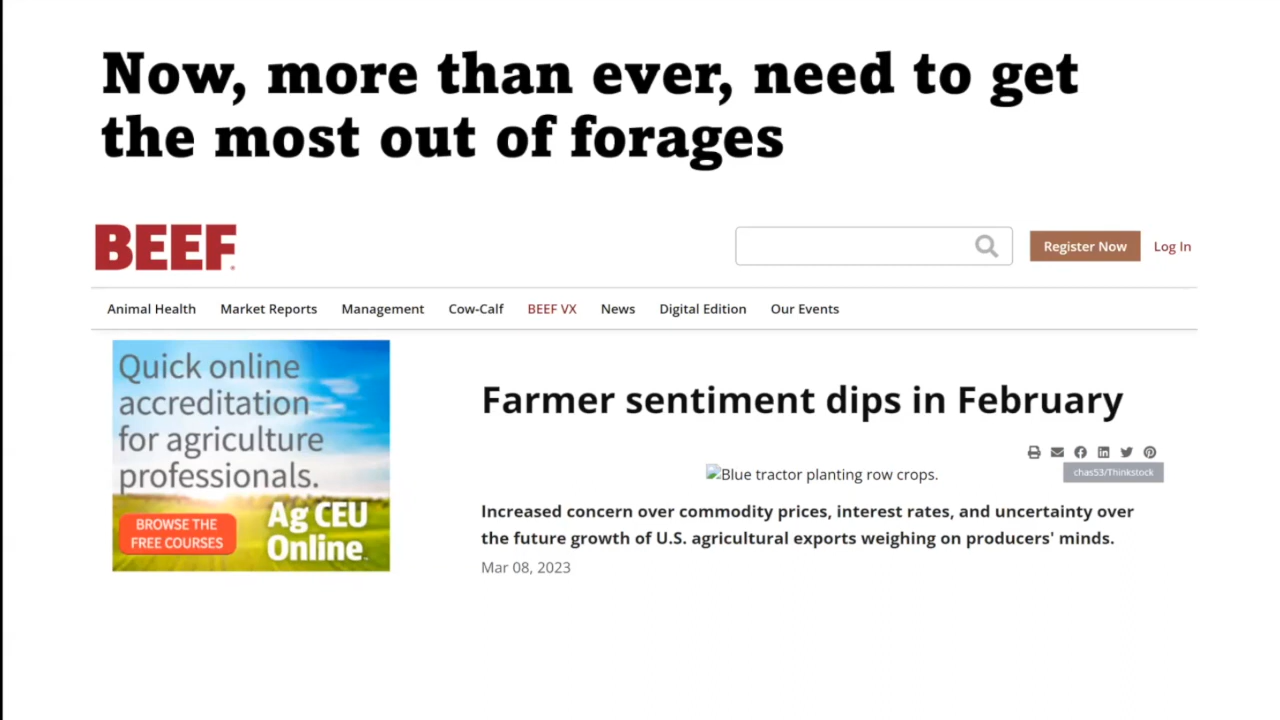 Now, more than ever, need to get
the most out of forages
BEEF
Register Now
Log In
Animal Health
Market Reports
Management
Cow-Calf
BEEF VX
News
Digital Edition
Our Events
Quick online
accreditation
for agriculture
professionals.
BROWSE THE
FREE COURSES
Ag CEU
Online
Farmer sentiment dips in February
chas53/Thinkstock
Blue tractor planting row crops.
Increased concern over commodity prices, interest rates, and uncertainty over
the future growth of U.S. agricultural exports weighing on producers' minds.
Mar 08, 2023